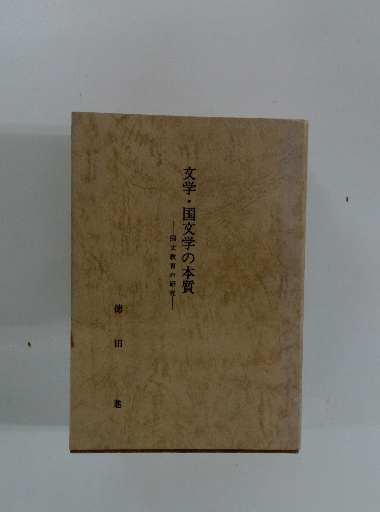 文学・国文学の本質
―国文教育の研究―
徳田進